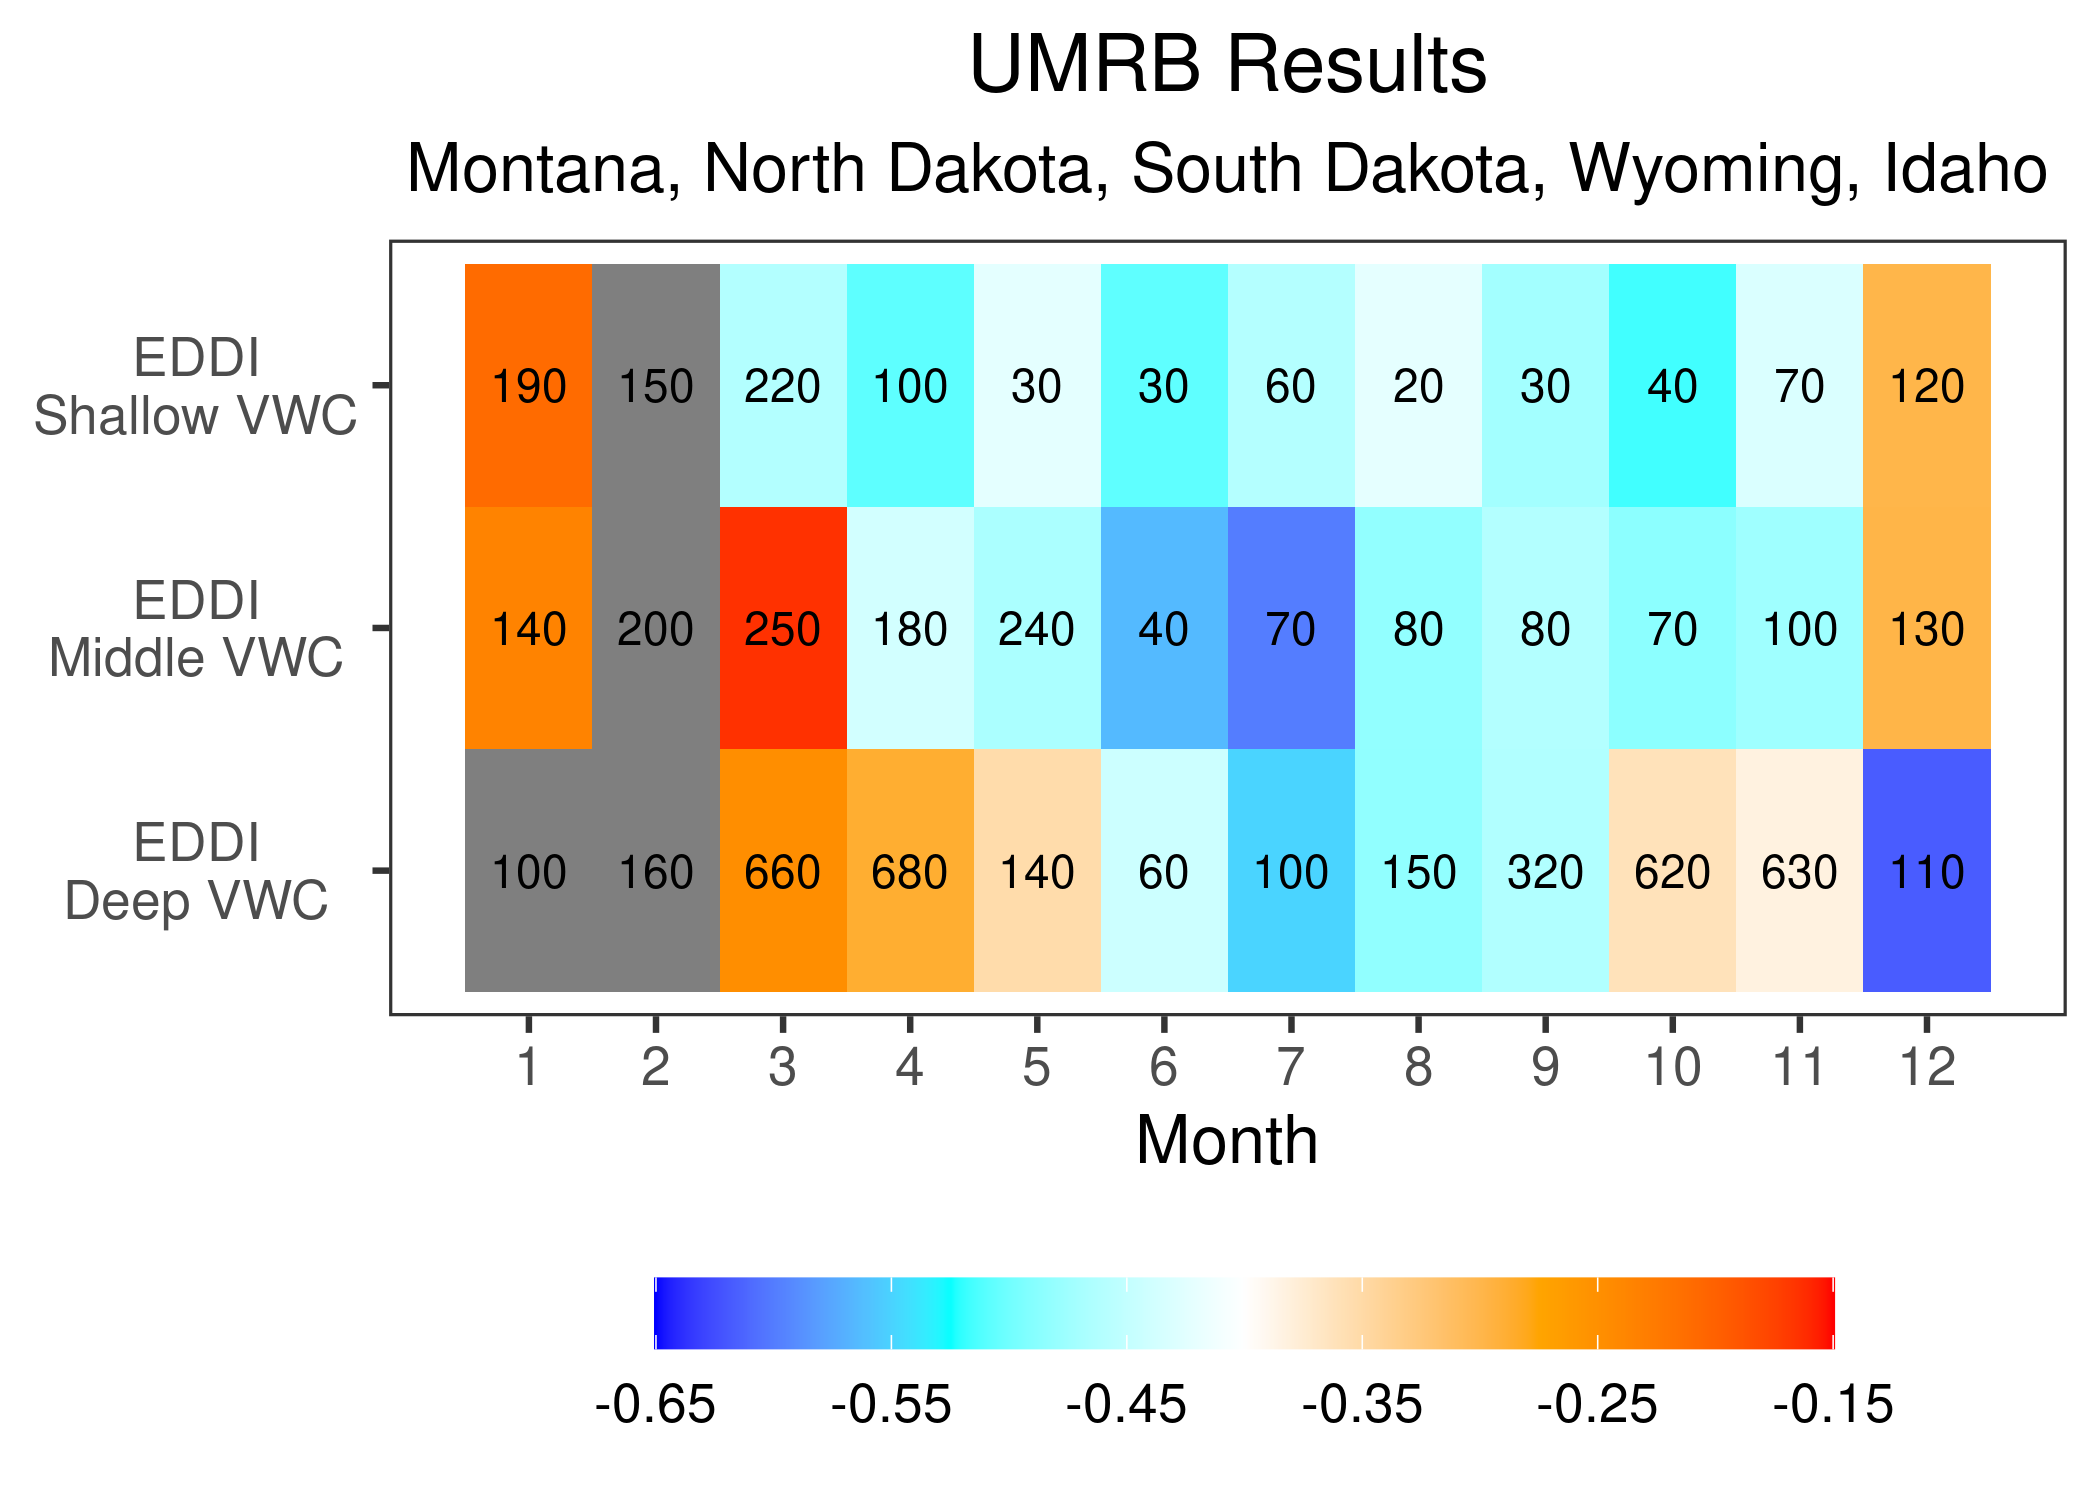 UMRB Results
Montana, North Dakota, South Dakota, Wyoming, Idaho
EDDI
Shallow VWC
190 150 220 100 30 30 60 20 30 40 70 120
EDDI
Middle VWC
140 200 250 180 240 40 70 80 80 70 100 130
EDDI
Deep VWC
100 160 660 680 140 60 100 150 320 620 630 110
1 2 3 4 5 6 7 8 9 10 11 12
Month
-0.65 -0.55 -0.45 -0.35 -0.25 -0.15